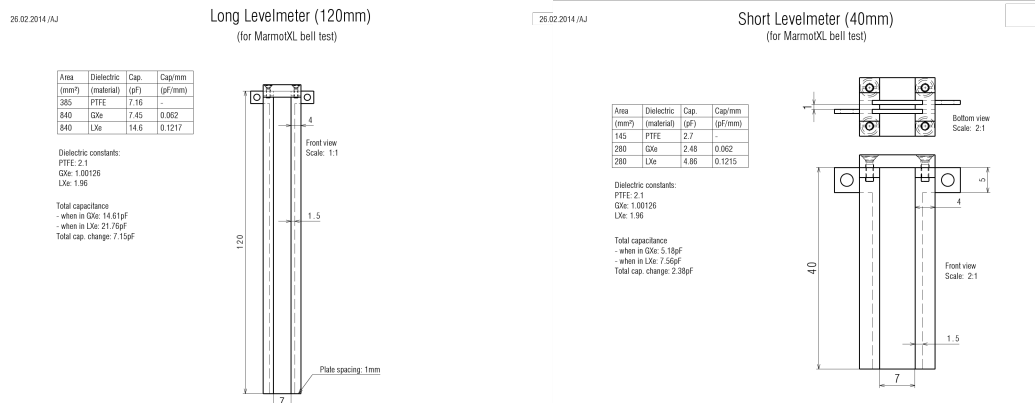 26.02.2014 /AJ
Long Levelmeter (120mm)
(for MarmotXL bell test)
Area Dielectric Cap. Cap/mm
(mm²) (material) (pF) (pF/mm)
385 PTFE 7.16 -
840 GXe 7.45 0.062
840 LXe 14.6 0.1217
Dielectric constants:
PTFE: 2.1
GXe: 1.00126
LXe: 1.96
Total capacitance
- when in GXe: 14.61pF
- when in LXe: 21.76pF
Total cap. change: 7.15pF
4
Front view
Scale: 1:1
1.5
120
Plate spacing: 1mm
7
26.02.2014 /AJ
Short Levelmeter (40mm)
(for MarmotXL bell test)
Area Dielectric Cap. Cap/mm
(mm²) (material) (pF) (pF/mm)
145 PTFE 2.7 -
280 GXe 2.48 0.062
280 LXe 4.86 0.1215
Dielectric constants:
PTFE: 2.1
GXe: 1.00126
LXe: 1.96
Total capacitance
- when in GXe: 5.18pF
- when in LXe: 7.56pF
Total cap. change: 2.38pF
1
Bottom view
Scale: 2:1
5
4
40
Front view
Scale: 2:1
1.5
7